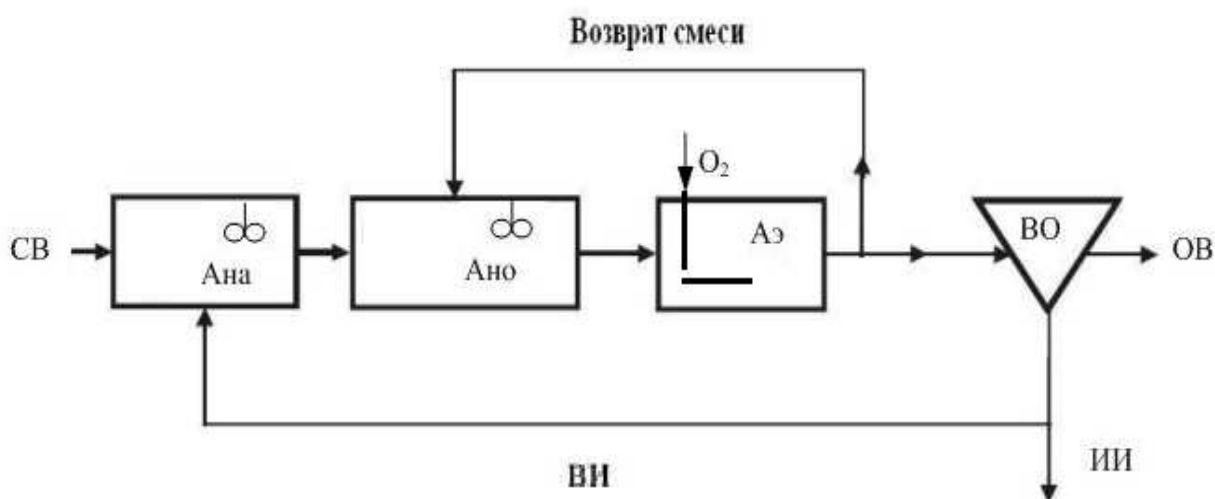 Возврат смеси
O₂
СВ
Ана
Ано
Аэ
ВО
ОВ
ВИ
ИИ